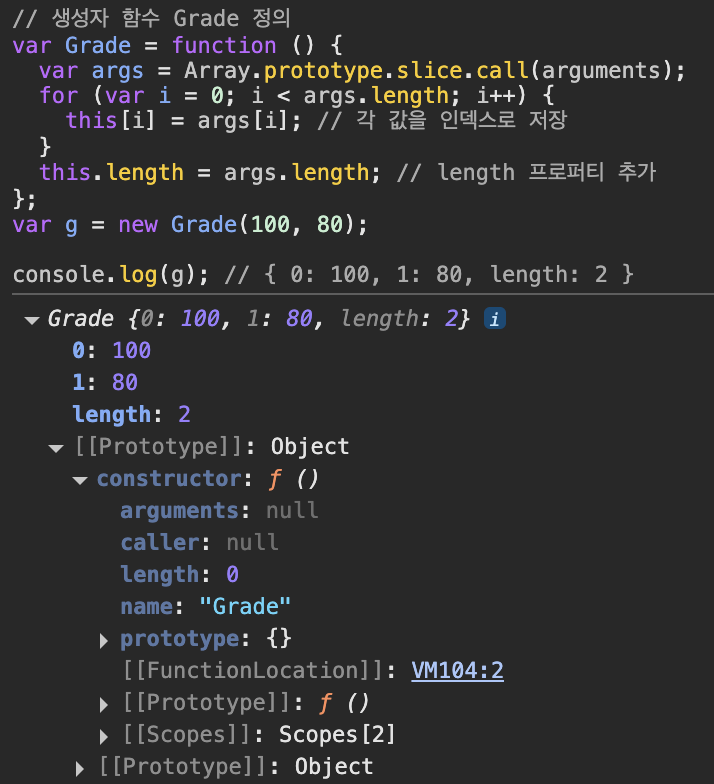 // 생성자 함수 Grade 정의
var Grade = function () {
  var args = Array.prototype.slice.call(arguments);
  for (var i = 0; i < args.length; i++) {
    this[i] = args[i]; // 각 값을 인덱스로 저장
  }
  this.length = args.length; // length 프로퍼티 추가
};
var g = new Grade(100, 80);

console.log(g); // { 0: 100, 1: 80, length: 2 }
▼ Grade {0: 100, 1: 80, length: 2} i
0: 100
1: 80
length: 2
▼ [[Prototype]]: Object
▼ constructor: ƒ ()
arguments: null
caller: null
length: 0
name: "Grade"
▶ prototype: {}
[[FunctionLocation]]: VM104:2
▶ [[Prototype]]: ƒ ()
▶ [[Scopes]]: Scopes[2]
▶ [[Prototype]]: Object